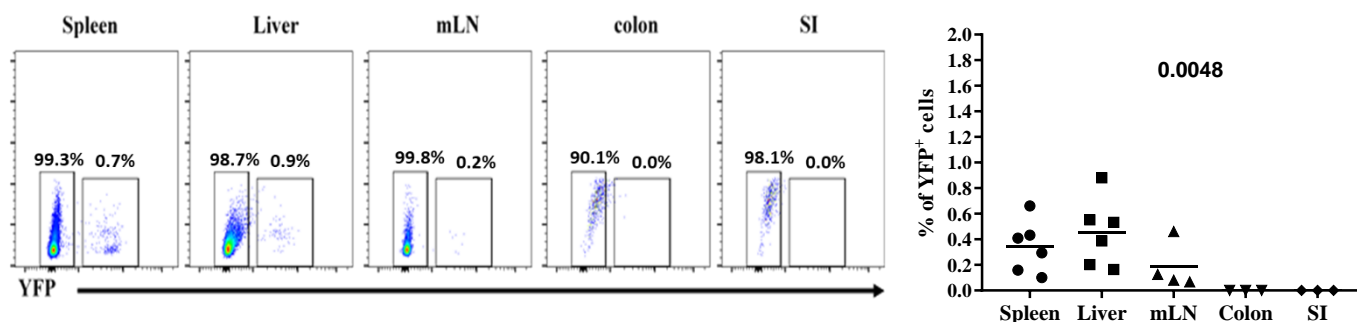 Spleen Liver mLN colon SI
99.3% 0.7% 98.7% 0.9% 99.8% 0.2% 90.1% 0.0% 98.1% 0.0%
YFP
% of YFP+ cells
2.0
1.8
1.6
1.4
1.2
1.0
0.8
0.6
0.4
0.2
0.0
0.0048
Spleen Liver mLN Colon SI